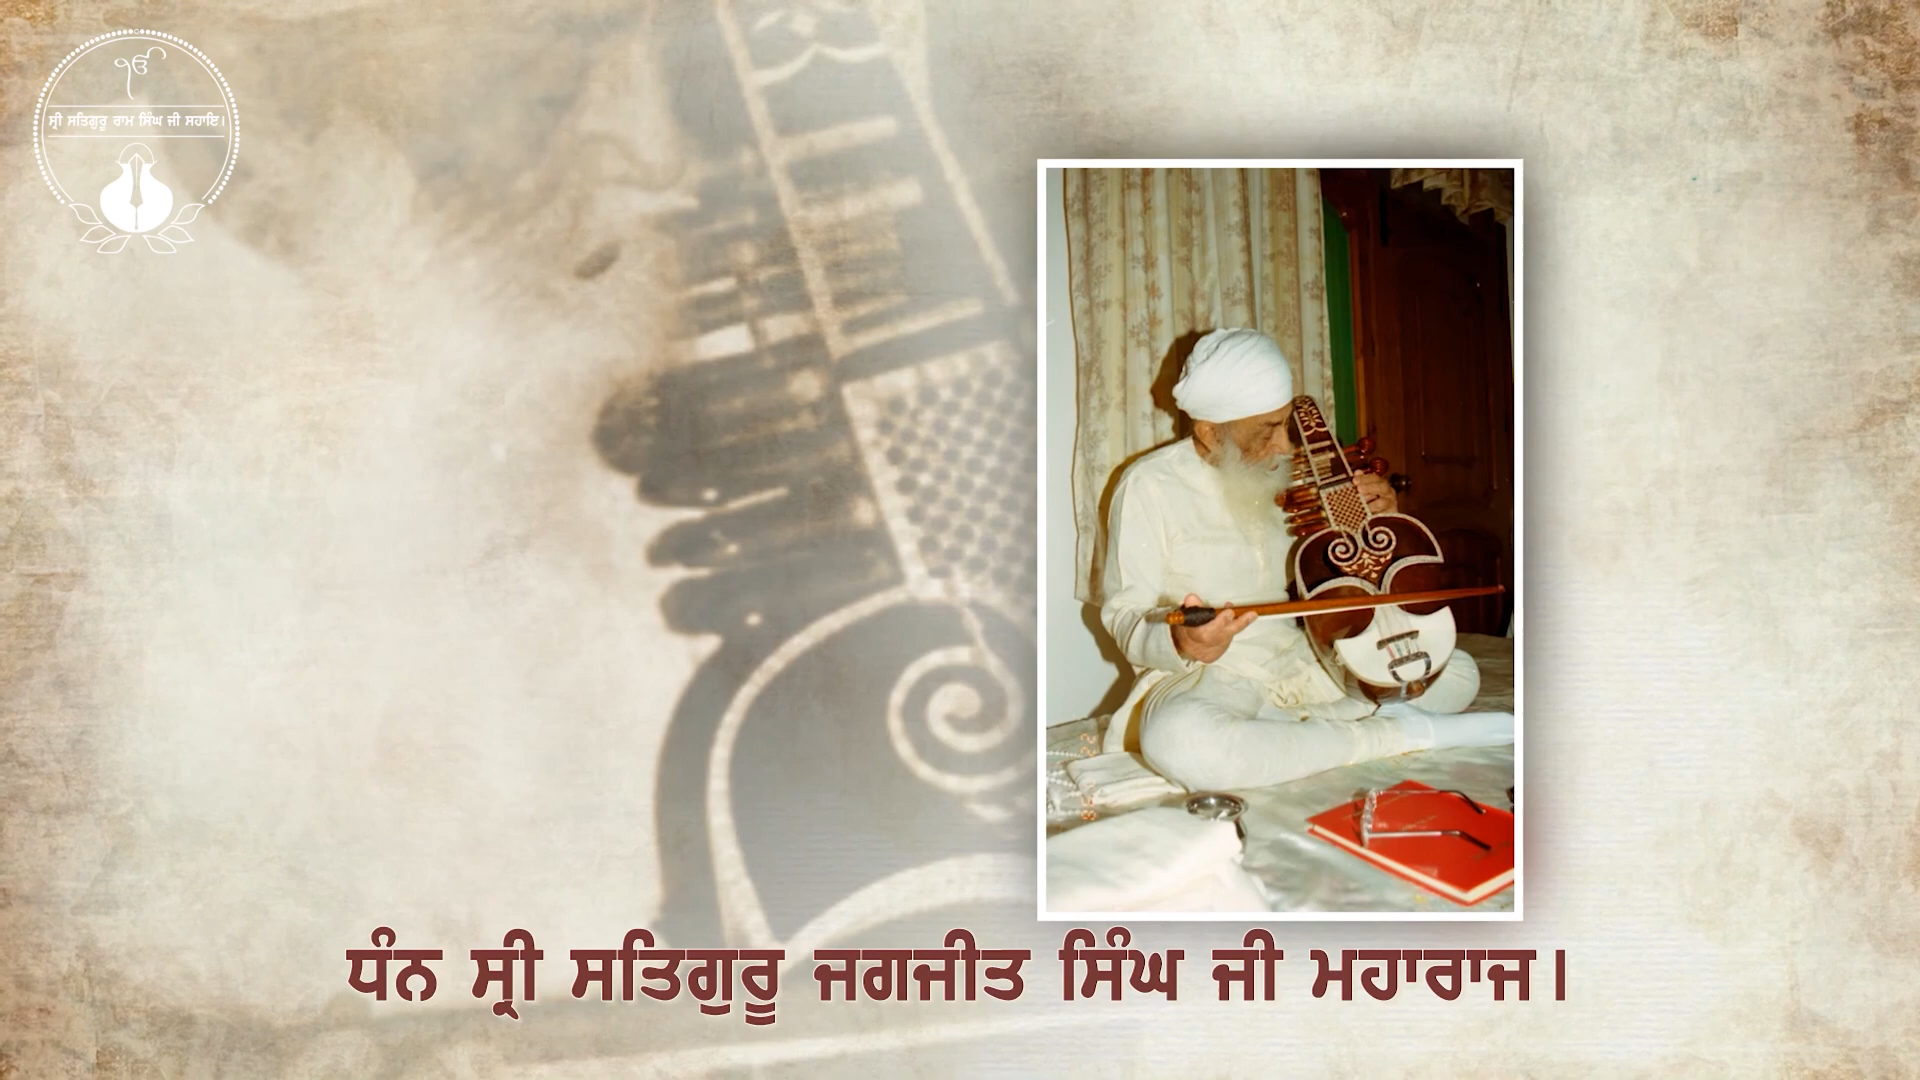 ੴ
ਸ੍ਰੀ ਸਤਿਗੁਰੂ ਰਾਮ ਸਿੰਘ ਜੀ ਸਹਾਇ।
ਧੰਨ ਸ੍ਰੀ ਸਤਿਗੁਰੂ ਜਗਜੀਤ ਸਿੰਘ ਜੀ ਮਹਾਰਾਜ।